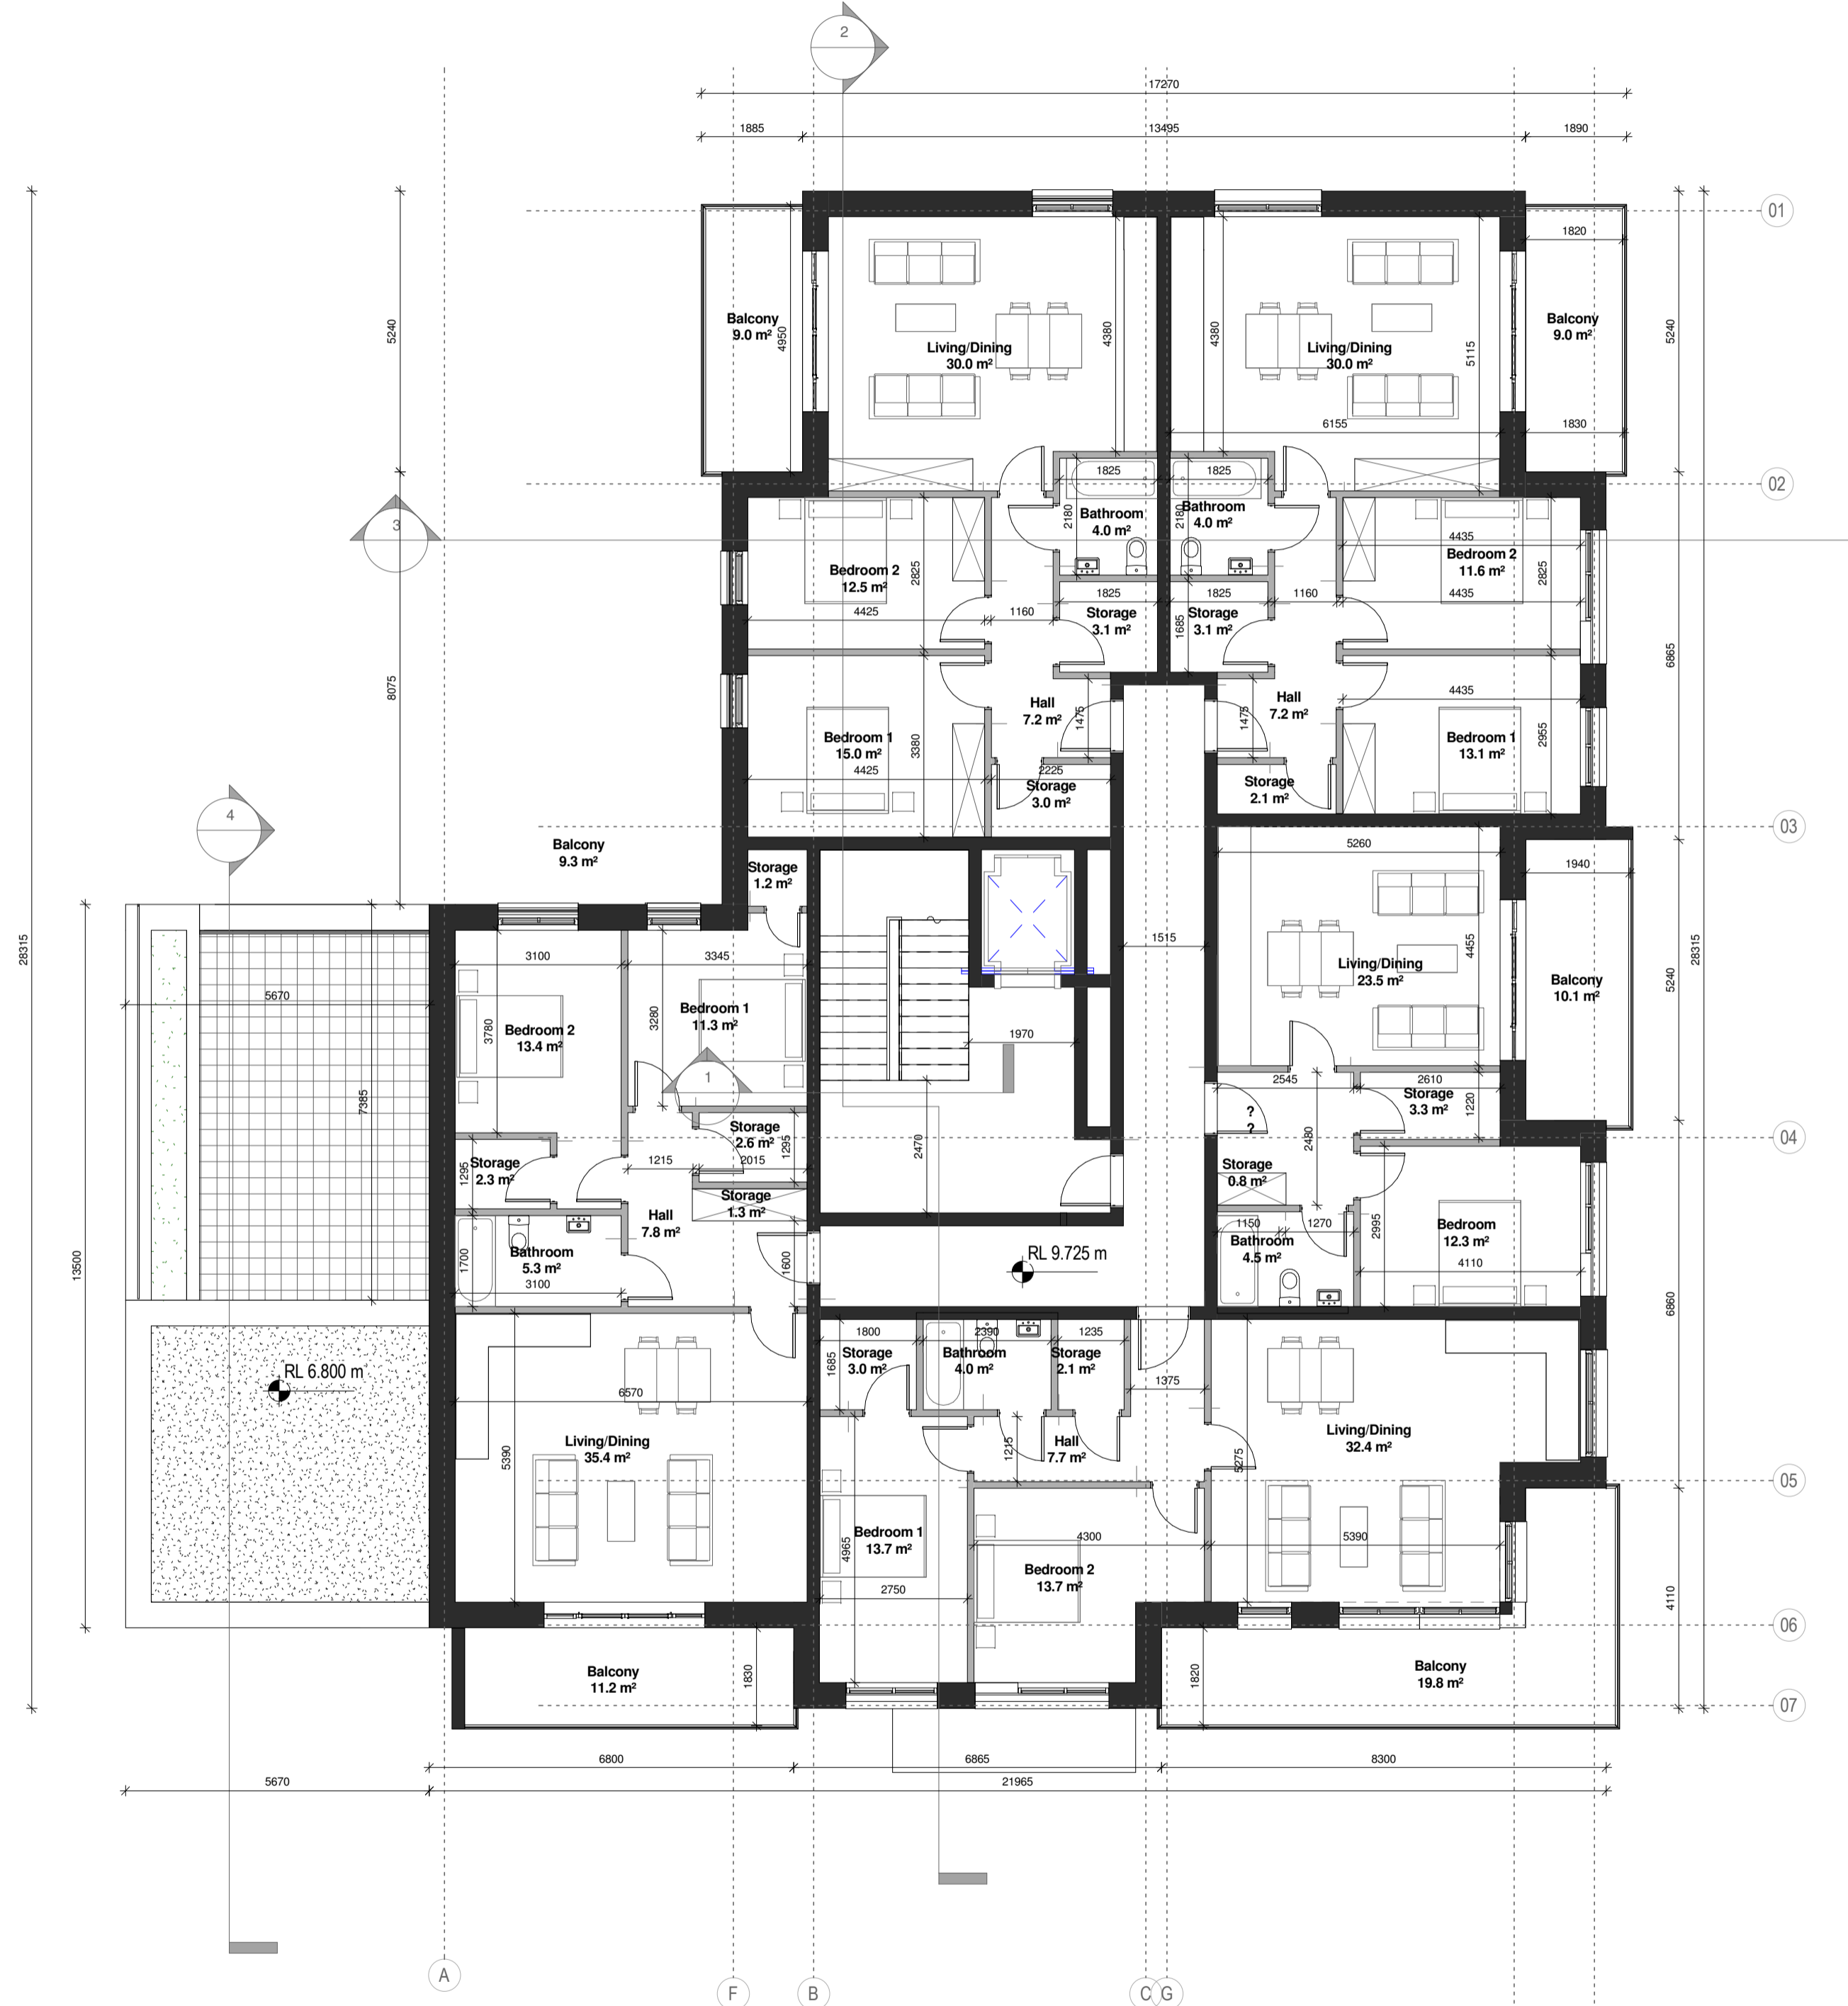 2
17270
1885
13495
1890
01
1820
5240
4950
Balcony
9.0 m²
4380
4380
5115
Living/Dining
30.0 m²
Living/Dining
30.0 m²
Balcony
9.0 m²
5240
6155
1830
1825
1825
02
3
2180
Bathroom
4.0 m²
2180
Bathroom
4.0 m²
4435
Bedroom 2
12.5 m²
2825
Bedroom 2
11.6 m²
2825
4425
1160
1825
1825
1160
4435
Storage
3.1 m²
Storage
3.1 m²
1685
6865
8075
Hall
7.2 m²
1475
Hall
7.2 m²
1475
4435
Bedroom 1
15.0 m²
3380
Bedroom 1
13.1 m²
2955
4425
2225
Storage
3.0 m²
Storage
2.1 m²
4
03
Balcony
9.3 m²
Storage
1.2 m²
5260
1940
28315
28315
3100
3345
1515
4455
Living/Dining
23.5 m²
Balcony
10.1 m²
5240
5670
3780
Bedroom 2
13.4 m²
3280
Bedroom 1
11.3 m²
1970
1
2545
2610
7385
Storage
3.3 m²
1220
?
?
Storage
2.6 m²
1295
2470
2480
04
1295
Storage
2.3 m²
1215
2015
Storage
0.8 m²
Storage
1.3 m²
Hall
7.8 m²
1150
1270
2995
Bedroom
12.3 m²
13500
1700
Bathroom
5.3 m²
3100
1600
RL 9.725 m
Bathroom
4.5 m²
4110
6860
1800
2390
1235
1685
Storage
3.0 m²
Bathroom
4.0 m²
Storage
2.1 m²
1375
RL 6.800 m
6570
Living/Dining
35.4 m²
5390
1215
Hall
7.7 m²
5275
Living/Dining
32.4 m²
05
4965
Bedroom 1
13.7 m²
4300
5390
Bedroom 2
13.7 m²
2750
4110
06
Balcony
11.2 m²
1830
1820
Balcony
19.8 m²
07
6800
6865
8300
5670
21965
A
F
B
C
G